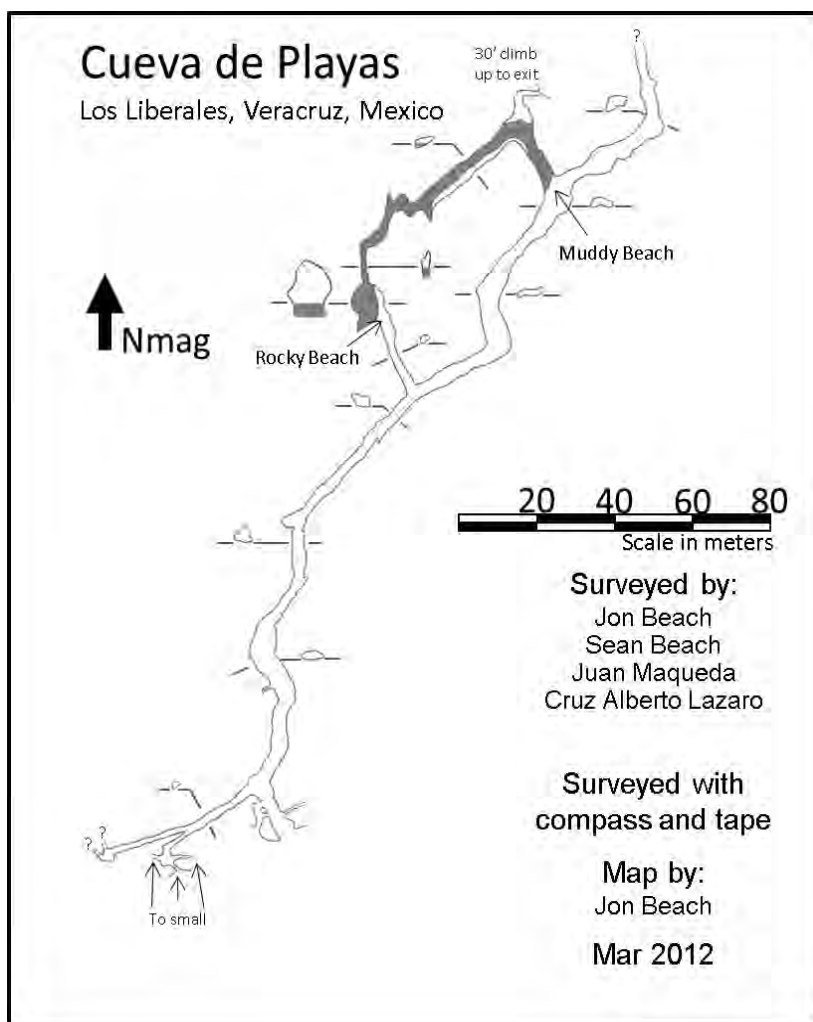 Cueva de Playas
Los Liberales, Veracruz, Mexico
30' climb
up to exit
?
Muddy Beach
Nmag
Rocky Beach
20 40 60 80
Scale in meters
Surveyed by:
Jon Beach
Sean Beach
Juan Maqueda
Cruz Alberto Lazaro
Surveyed with
compass and tape
Map by:
Jon Beach
Mar 2012
? ?
To small